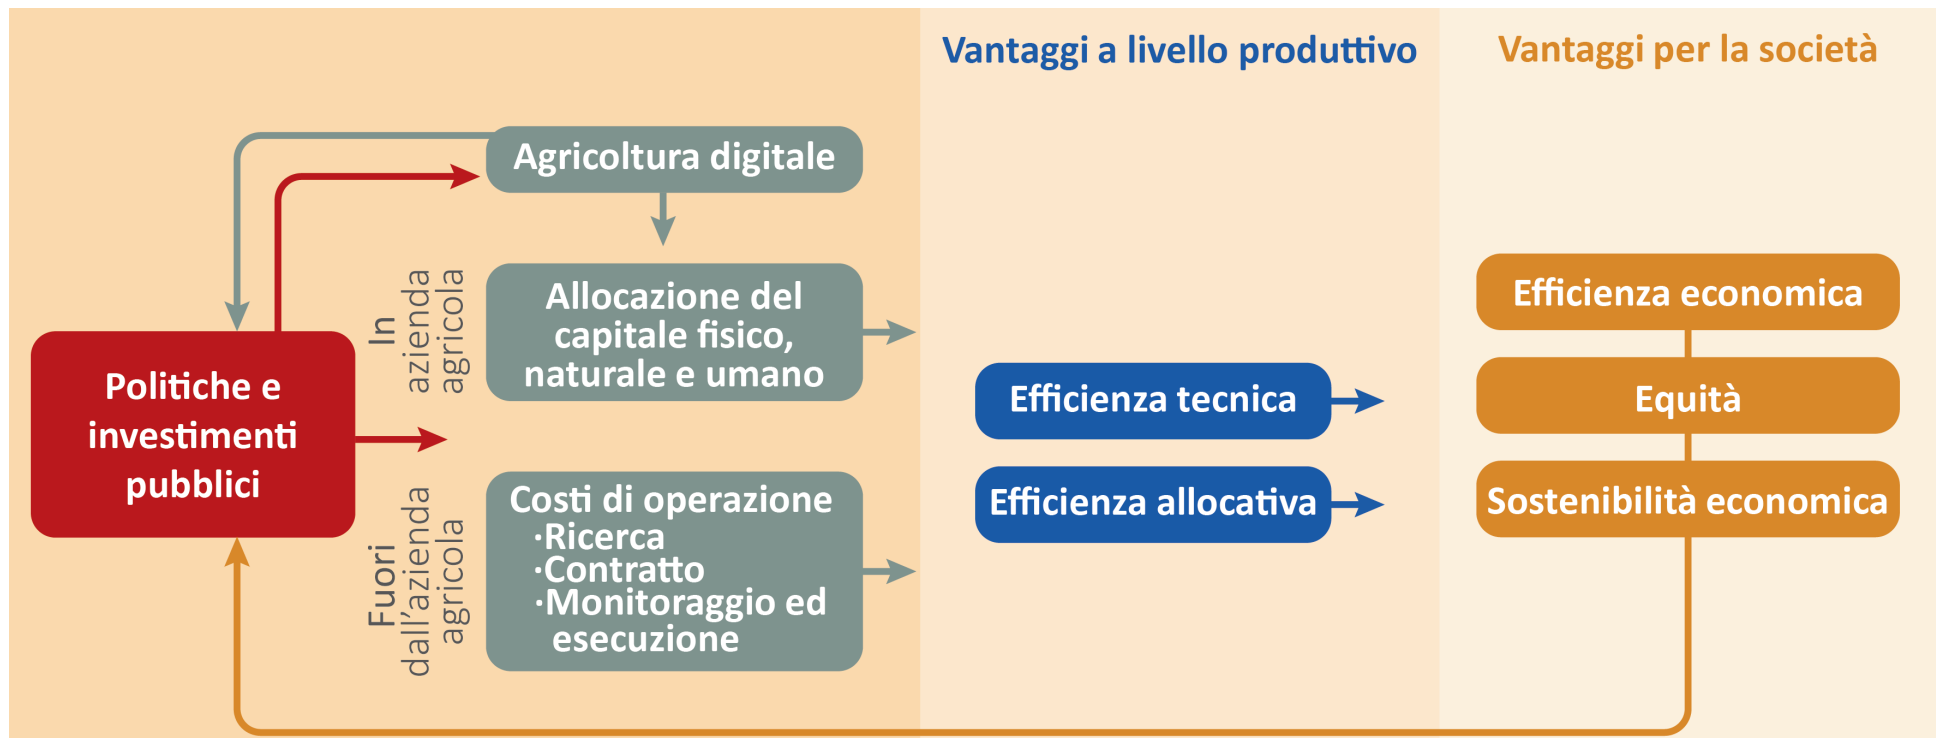 Vantaggi a livello produttivo
Vantaggi per la società
Agricoltura digitale
In
azienda
agricola
Allocazione del
capitale fisico,
naturale e umano
Politiche e
investimenti
pubblici
Fuori
dall'azienda
agricola
Costi di operazione
·Ricerca
·Contratto
·Monitoraggio ed
esecuzione
Efficienza tecnica
Efficienza allocativa
Efficienza economica
Equità
Sostenibilità economica